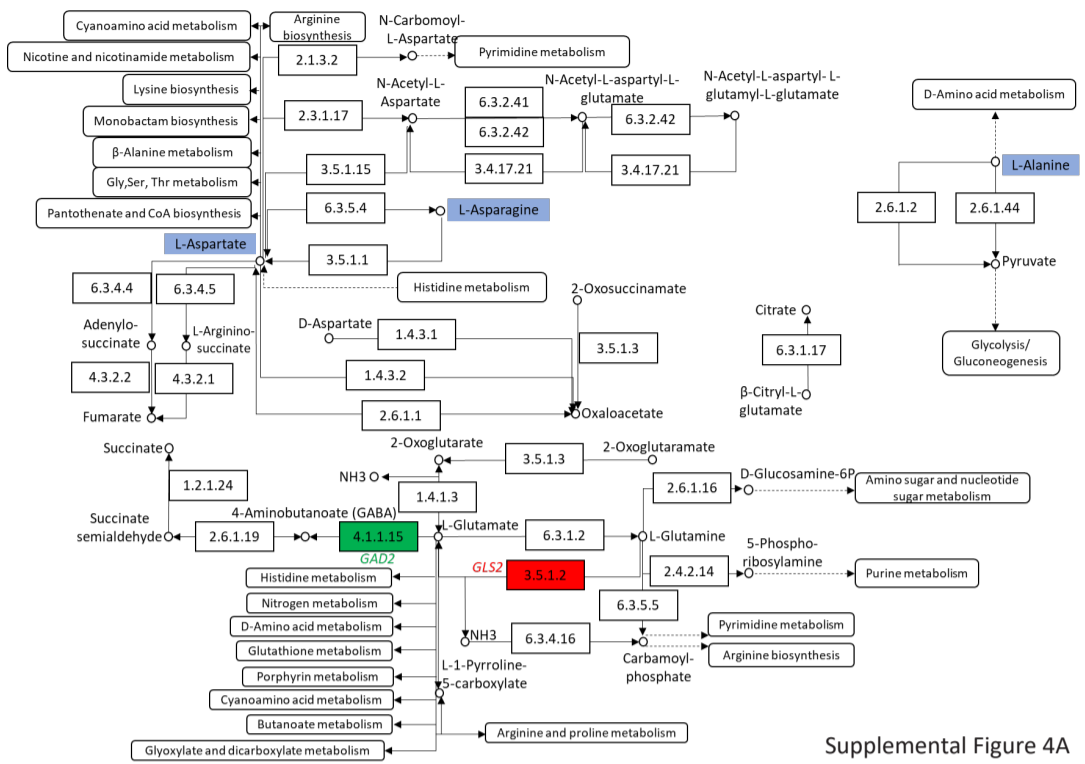 Cyanoamino acid metabolism
Arginine
biosynthesis
N-Carbomoyl-
L-Aspartate
Nicotine and nicotinamide metabolism
2.1.3.2
Pyrimidine metabolism
Lysine biosynthesis
N-Acetyl-L-
Aspartate
N-Acetyl-L-aspartyl-L-
glutamate
N-Acetyl-L-aspartyl- L-
glutamyl-L-glutamate
D-Amino acid metabolism
Monobactam biosynthesis
2.3.1.17
6.3.2.41
6.3.2.42
6.3.2.42
β-Alanine metabolism
Gly,Ser, Thr metabolism
3.5.1.15
3.4.17.21
3.4.17.21
L-Alanine
Pantothenate and CoA biosynthesis
6.3.5.4
L-Asparagine
2.6.1.2
2.6.1.44
L-Aspartate
3.5.1.1
Pyruvate
6.3.4.4
6.3.4.5
Histidine metabolism
2-Oxosuccinamate
Citrate
Adenylo-
succinate
L-Arginino-
succinate
D-Aspartate
1.4.3.1
3.5.1.3
6.3.1.17
Glycolysis/
Gluconeogenesis
4.3.2.2
4.3.2.1
1.4.3.2
β-Citryl-L-
glutamate
Fumarate
2.6.1.1
Oxaloacetate
Succinate
2-Oxoglutarate
3.5.1.3
2-Oxoglutaramate
NH3
1.2.1.24
1.4.1.3
2.6.1.16
D-Glucosamine-6P
Amino sugar and nucleotide
sugar metabolism
Succinate
semialdehyde
2.6.1.19
4-Aminobutanoate (GABA)
4.1.1.15
GAD2
L-Glutamate
6.3.1.2
L-Glutamine
5-Phospho-
ribosylamine
GLS2
3.5.1.2
2.4.2.14
Purine metabolism
Histidine metabolism
Nitrogen metabolism
6.3.5.5
D-Amino acid metabolism
NH3
6.3.4.16
Pyrimidine metabolism
Glutathione metabolism
Carbamoyl-
phosphate
Arginine biosynthesis
Porphyrin metabolism
L-1-Pyrroline-
5-carboxylate
Cyanoamino acid metabolism
Butanoate metabolism
Arginine and proline metabolism
Glyoxylate and dicarboxylate metabolism
Supplemental Figure 4A